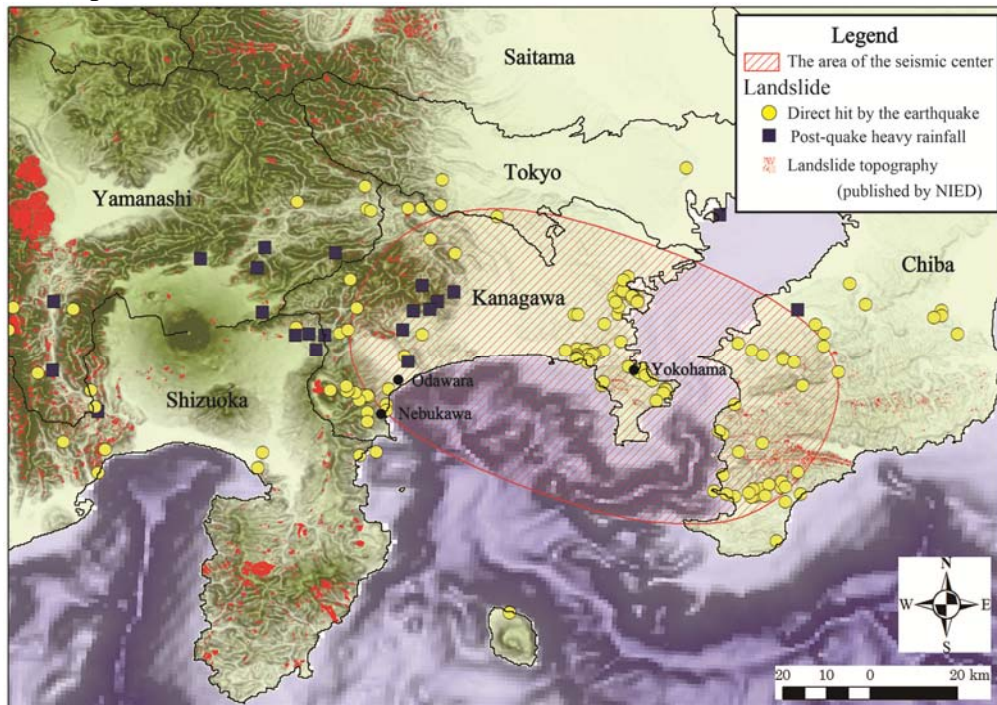 Legend
The area of the seismic center
Landslide
Direct hit by the earthquake
Post-quake heavy rainfall
Landslide topography
(published by NIED)
Saitama
Tokyo
Yamanashi
Chiba
Kanagawa
Yokohama
Odawara
Shizuoka
Nebukawa
N
W E
S
20 10 0 20 km